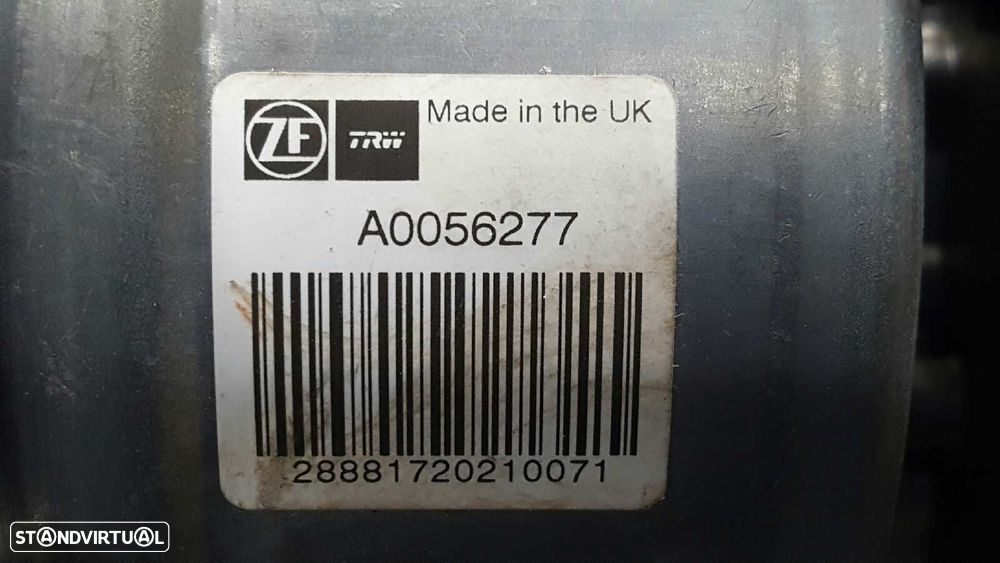 ZF TRW Made in the UK
A0056277
28881720210071
STANDVIRTUAL